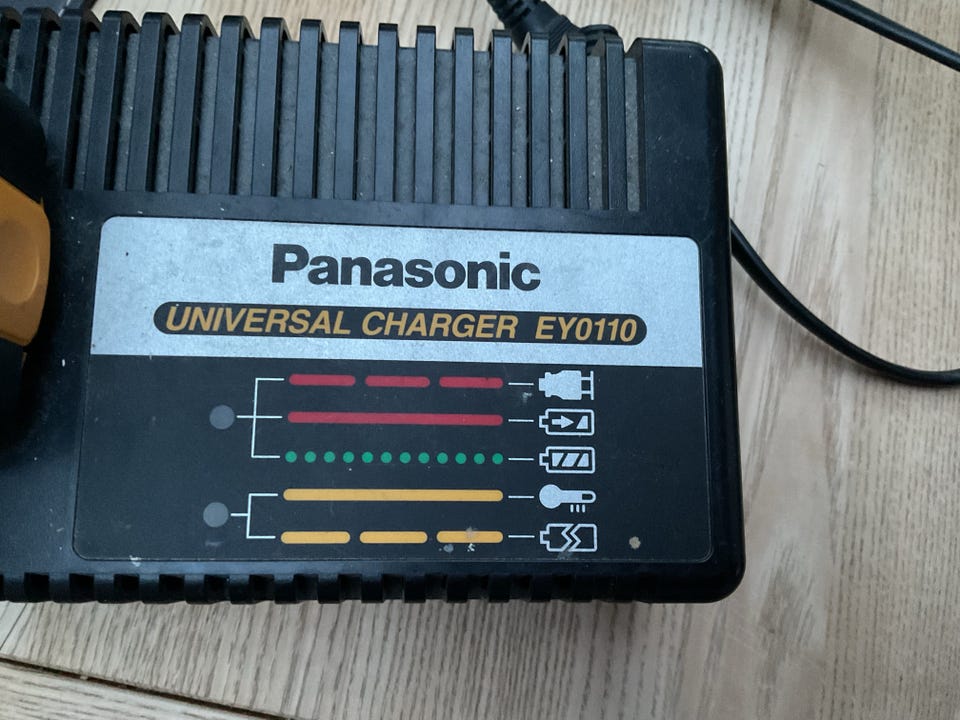 Panasonic
UNIVERSAL CHARGER EY0110